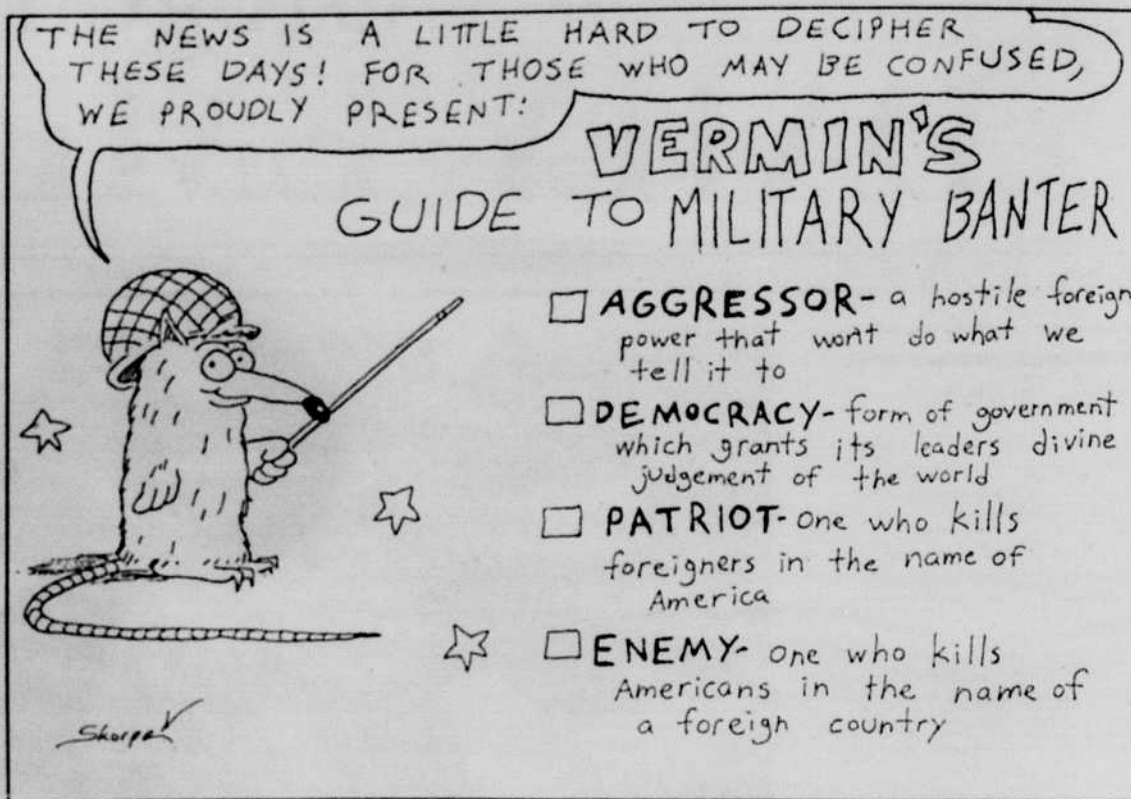 THE NEWS IS A LITTLE HARD TO DECIPHER
THESE DAYS! FOR THOSE WHO MAY BE CONFUSED,
WE PROUDLY PRESENT:
VERMIN'S
GUIDE TO MILITARY BANTER
AGGRESSOR- a hostile foreign
power that won't do what we
tell it to
DEMOCRACY- form of government
which grants its leaders divine
judgement of the world
PATRIOT- One who kills
foreigners in the name of
America
ENEMY- One who kills
Americans in the name of
a foreign country